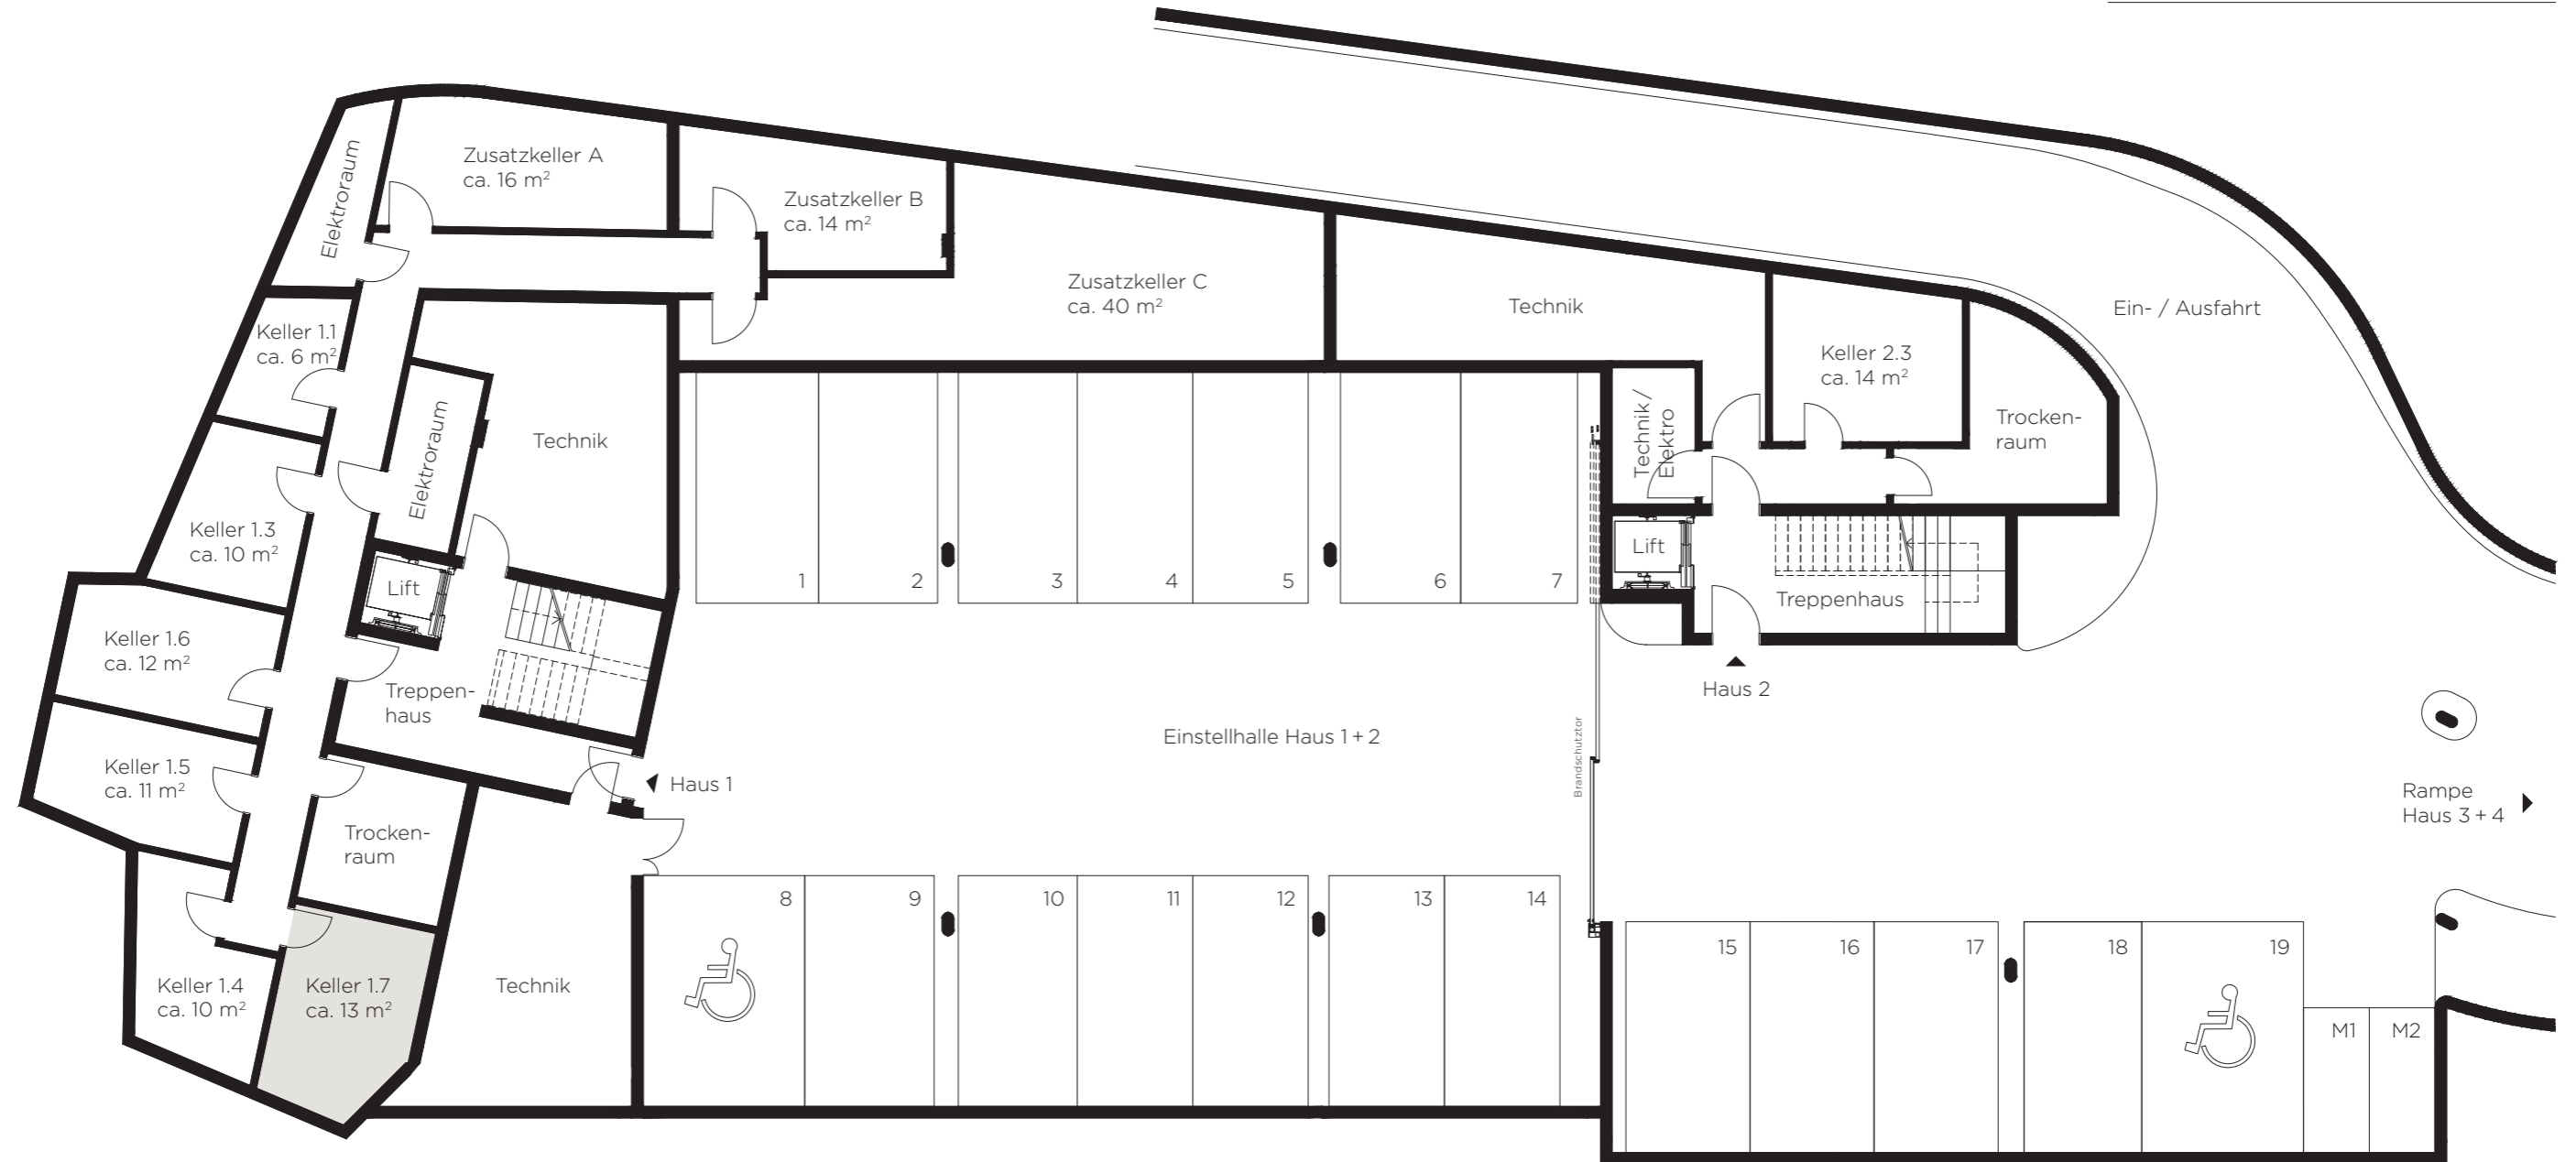 Elektroraum
Zusatzkeller A
ca. 16 m²
Zusatzkeller B
ca. 14 m²
Zusatzkeller C
ca. 40 m²
Technik
Ein- / Ausfahrt
Keller 1.1
ca. 6 m²
Keller 2.3
ca. 14 m²
Elektroraum
Technik
Technik/
Elektro
Trocken-
raum
Keller 1.3
ca. 10 m²
Lift
1
2
3
4
5
6
7
Lift
Treppenhaus
Keller 1.6
ca. 12 m²
Treppen-
haus
Haus 2
Einstellhalle Haus 1 + 2
Brandschutztor
Keller 1.5
ca. 11 m²
Haus 1
Rampe
Haus 3 + 4
Trocken-
raum
8
9
10
11
12
13
14
15
16
17
18
19
Keller 1.4
ca. 10 m²
Keller 1.7
ca. 13 m²
Technik
M1
M2